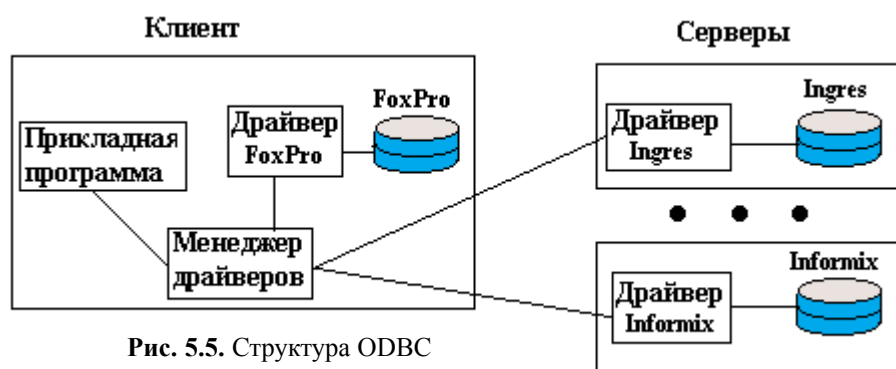 Клиент
Серверы
Прикладная
программа
Драйвер
FoxPro
FoxPro
Менеджер
драйверов
Драйвер
Ingres
Ingres
Драйвер
Informix
Informix
Рис. 5.5. Структура ODBC